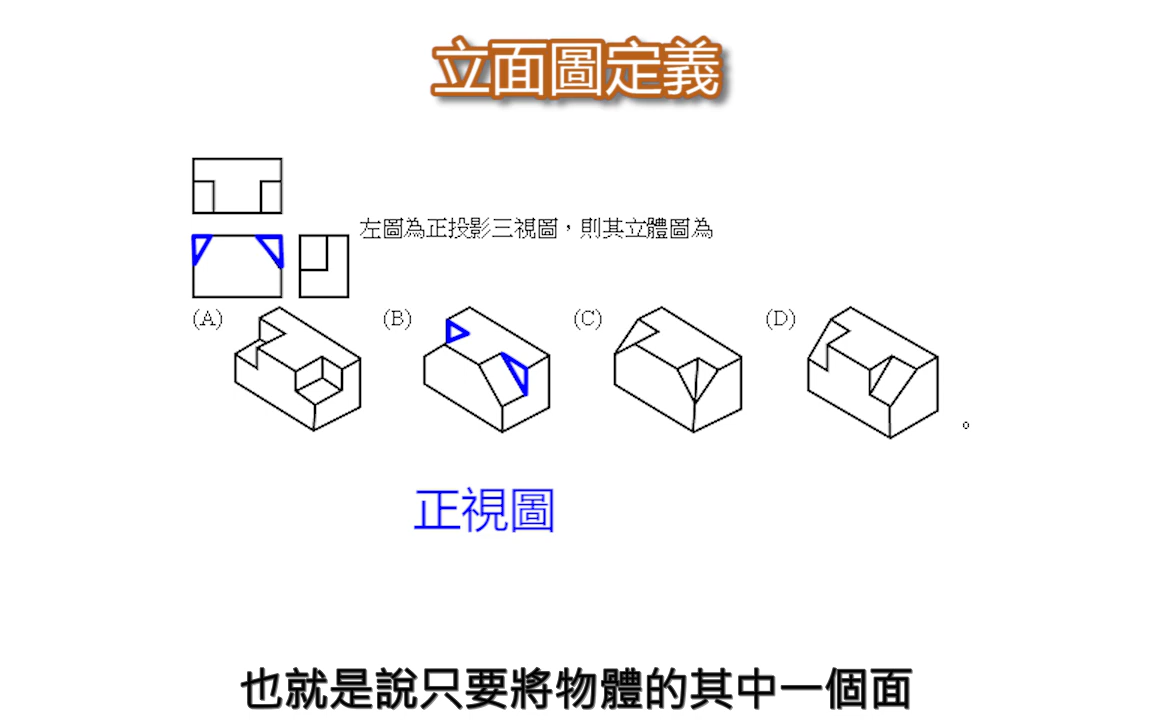 立面圖定義
左圖為正投影三視圖，則其立體圖為
(A) (B) (C) (D) 。
正視圖
也就是說只要將物體的其中一個面